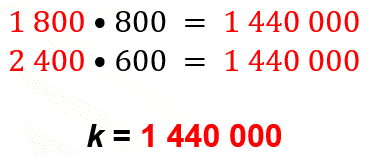 1 800 • 800 = 1 440 000
2 400 • 600 = 1 440 000
k = 1 440 000